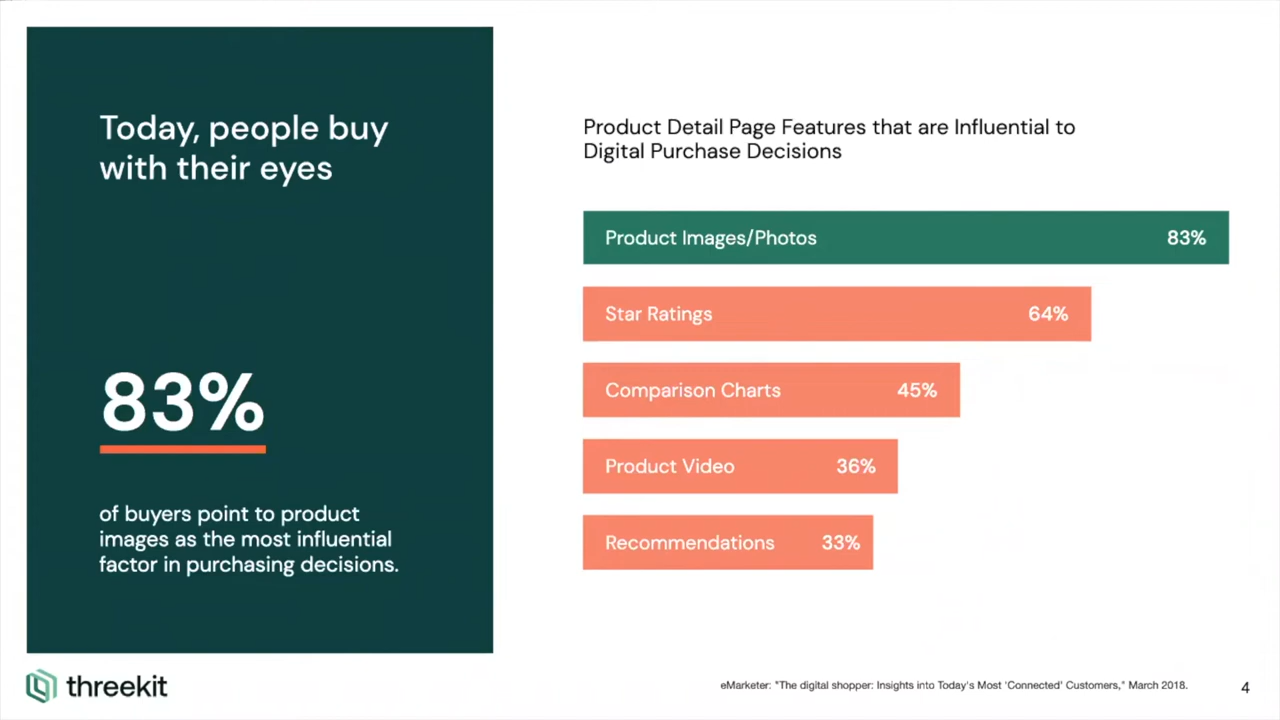 Today, people buy
with their eyes
83%
of buyers point to product
images as the most influential
factor in purchasing decisions.
Product Detail Page Features that are Influential to
Digital Purchase Decisions
Product Images/Photos 83%
Star Ratings 64%
Comparison Charts 45%
Product Video 36%
Recommendations 33%
threekit
eMarketer: "The digital shopper: Insights into Today's Most 'Connected' Customers," March 2018.
4